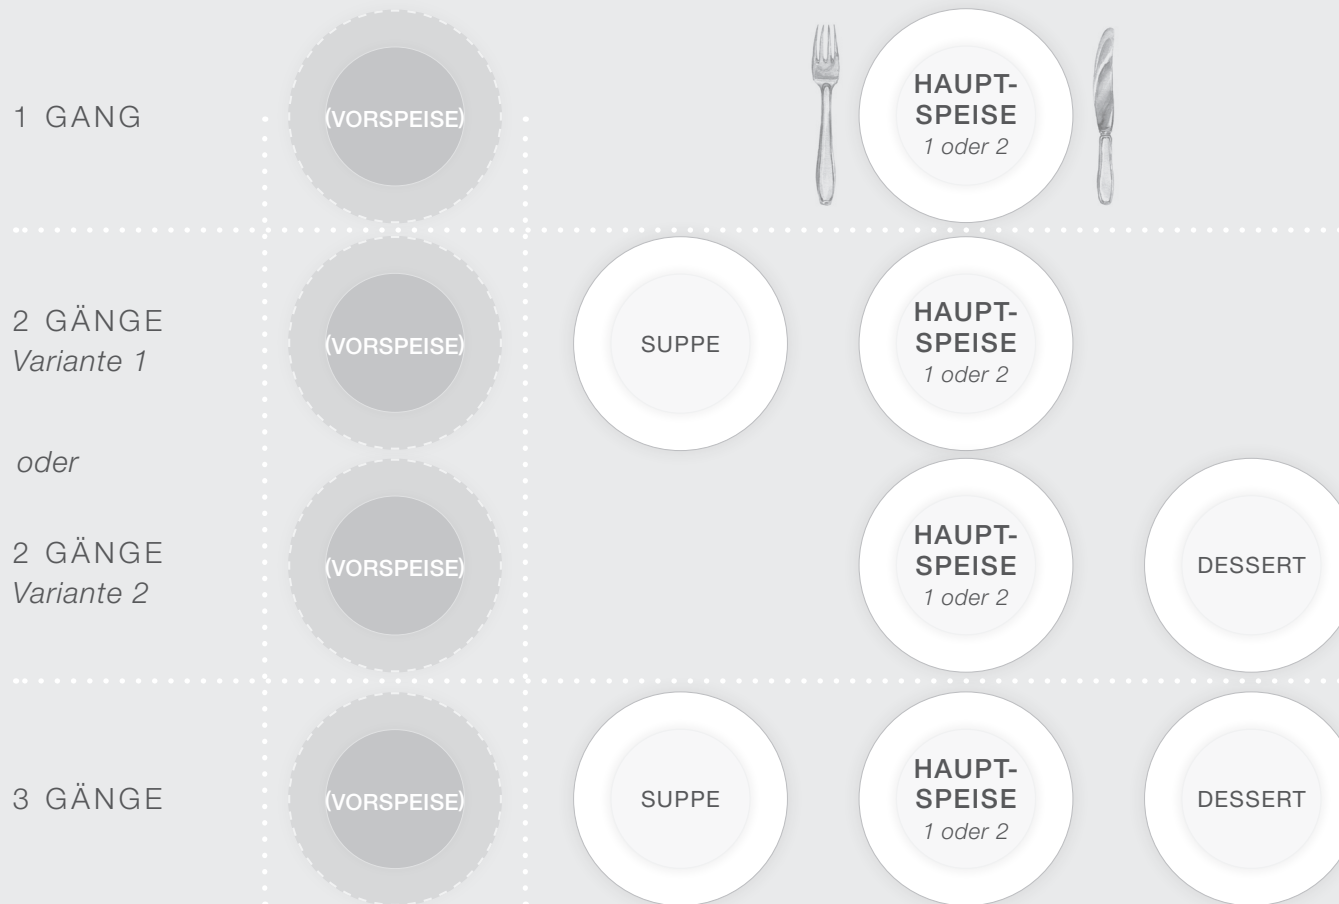 1 GANG
(VORSPEISE)
HAUPT-
SPEISE
1 oder 2
2 GÄNGE
Variante 1
(VORSPEISE)
SUPPE
HAUPT-
SPEISE
1 oder 2
oder
2 GÄNGE
Variante 2
(VORSPEISE)
HAUPT-
SPEISE
1 oder 2
DESSERT
3 GÄNGE
(VORSPEISE)
SUPPE
HAUPT-
SPEISE
1 oder 2
DESSERT